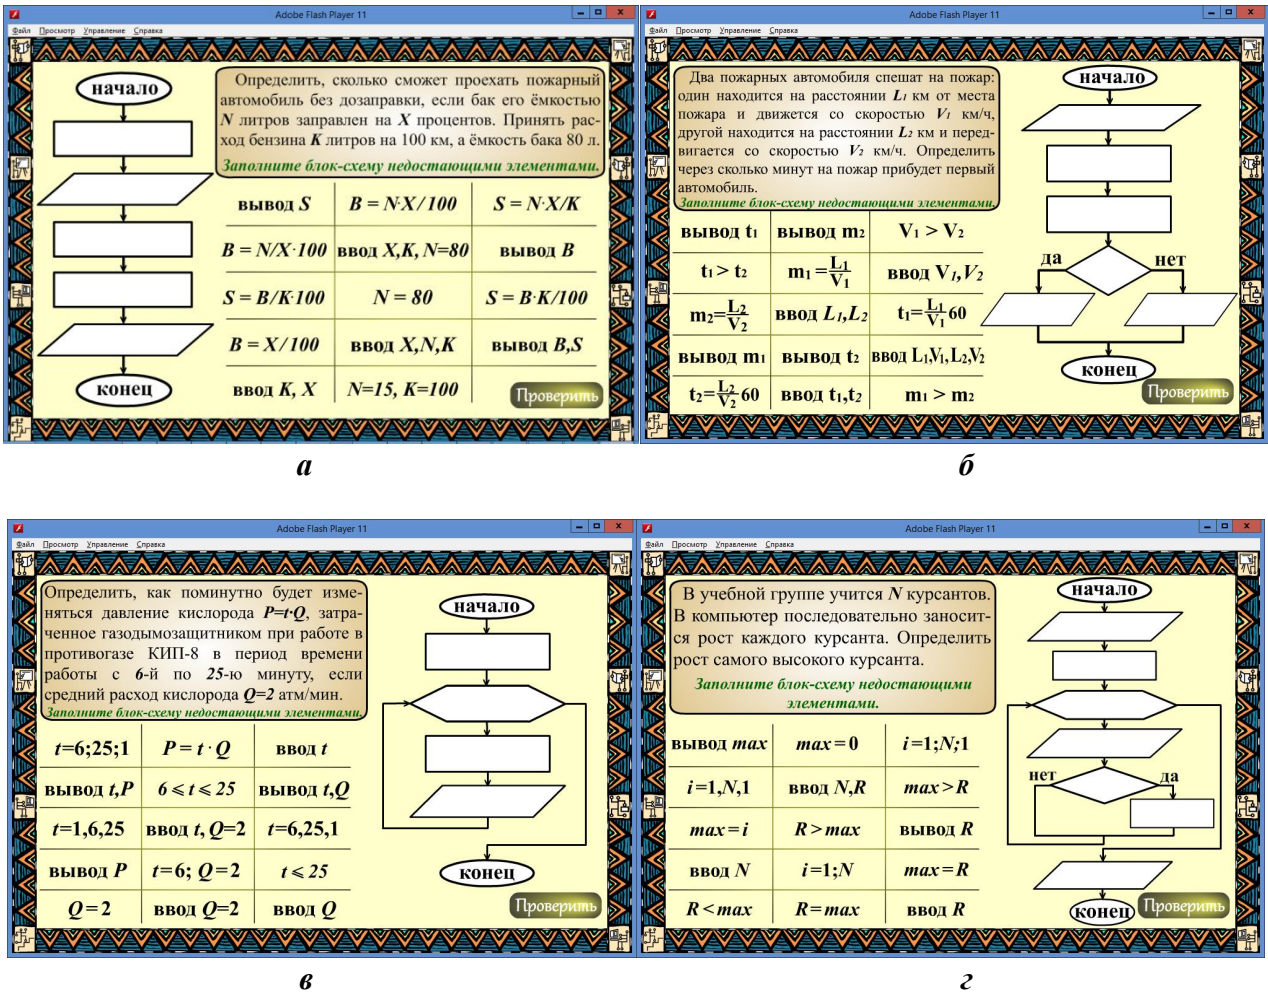 Adobe Flash Player 11
Файл Просмотр Управление Справка
начало
конец
Определить, сколько сможет проехать пожарный
автомобиль без дозаправки, если бак его ёмкостью
N литров заправлен на X процентов. Принять рас-
ход бензина K литров на 100 км, а ёмкость бака 80 л.
Заполните блок-схему недостающими элементами.
вывод S B = N·X/100 S = N·X/K
B = N/X·100 ввод X,K, N=80 вывод B
S = B/K·100 N = 80 S = B·K/100
B = X/100 ввод X,N,K вывод B,S
ввод K, X N=15, K=100
Проверить
а
Adobe Flash Player 11
Файл Просмотр Управление Справка
Два пожарных автомобиля спешат на пожар:
один находится на расстоянии L₁ км от места
пожара и движется со скоростью V₁ км/ч,
другой находится на расстоянии L₂ км и перед-
вигается со скоростью V₂ км/ч. Определить
через сколько минут на пожар прибудет первый
автомобиль.
Заполните блок-схему недостающими элементами.
вывод t₁ вывод m₂ V₁ > V₂
t₁ > t₂ m₁ = L₁/V₁ ввод V₁,V₂
m₂= L₂/V₂ ввод L₁,L₂ t₁= L₁/V₁ 60
вывод m₁ вывод t₂ ввод L₁,V₁,L₂,V₂
t₂= L₂/V₂ 60 ввод t₁,t₂ m₁ > m₂
начало
да нет
конец
Проверить
б
Adobe Flash Player 11
Файл Просмотр Управление Справка
Определить, как поминутно будет изме-
няться давление кислорода P=t·Q, затра-
ченное газодымозащитником при работе в
противогазе КИП-8 в период времени
работы с 6-й по 25-ю минуту, если
средний расход кислорода Q=2 атм/мин.
Заполните блок-схему недостающими элементами.
t=6;25;1 P = t · Q ввод t
вывод t,P 6 ⩽ t ⩽ 25 вывод t,Q
t=1,6,25 ввод t, Q=2 t=6,25,1
вывод P t=6; Q=2 t ⩽ 25
Q=2 ввод Q=2 ввод Q
начало
конец
Проверить
в
Adobe Flash Player 11
Файл Просмотр Управление Справка
В учебной группе учится N курсантов.
В компьютер последовательно заносит-
ся рост каждого курсанта. Определить
рост самого высокого курсанта.
Заполните блок-схему недостающими
элементами.
вывод max max=0 i=1;N;1
i=1,N,1 ввод N,R max>R
max=i R>max вывод R
ввод N i=1;N max=R
R<max R=max ввод R
начало
нет да
конец
Проверить
г